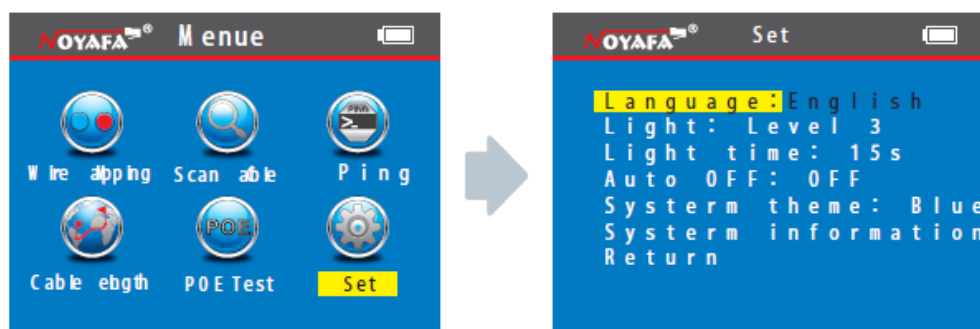 NOYAFA® Menue
Wire apping Scan able Ping
Cable ength POE Test Set
PING >_
POE
NOYAFA® Set
Language:English
Light: Level 3
Light time: 15s
Auto OFF: OFF
Systerm theme: Blue
Systerm information
Return